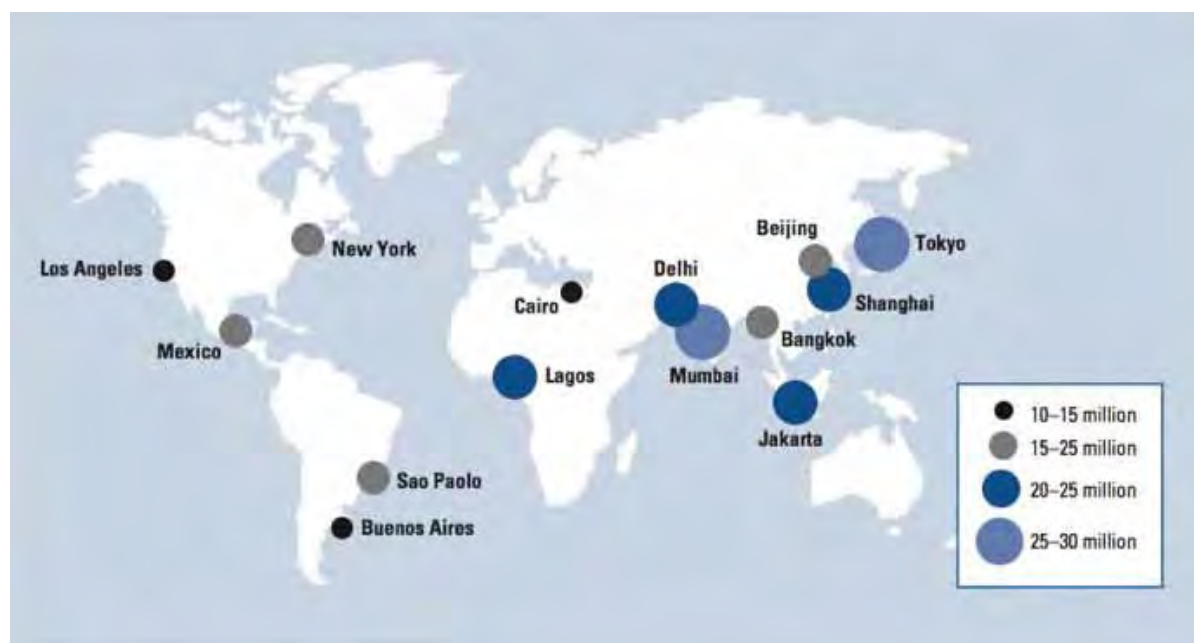 Beijing
Tokyo
New York
Los Angeles
Delhi
Cairo
Shanghai
Bangkok
Mexico
Lagos
Mumbai
Jakarta
Sao Paolo
Buenos Aires
10–15 million
15–25 million
20–25 million
25–30 million